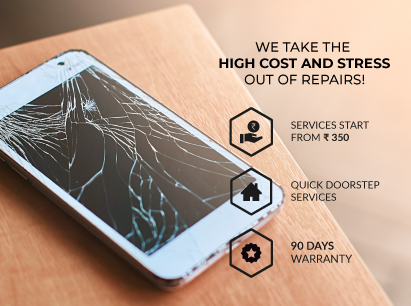 WE TAKE THE
HIGH COST AND STRESS
OUT OF REPAIRS!
SERVICES START
FROM ₹ 350
QUICK DOORSTEP
SERVICES
90 DAYS
WARRANTY